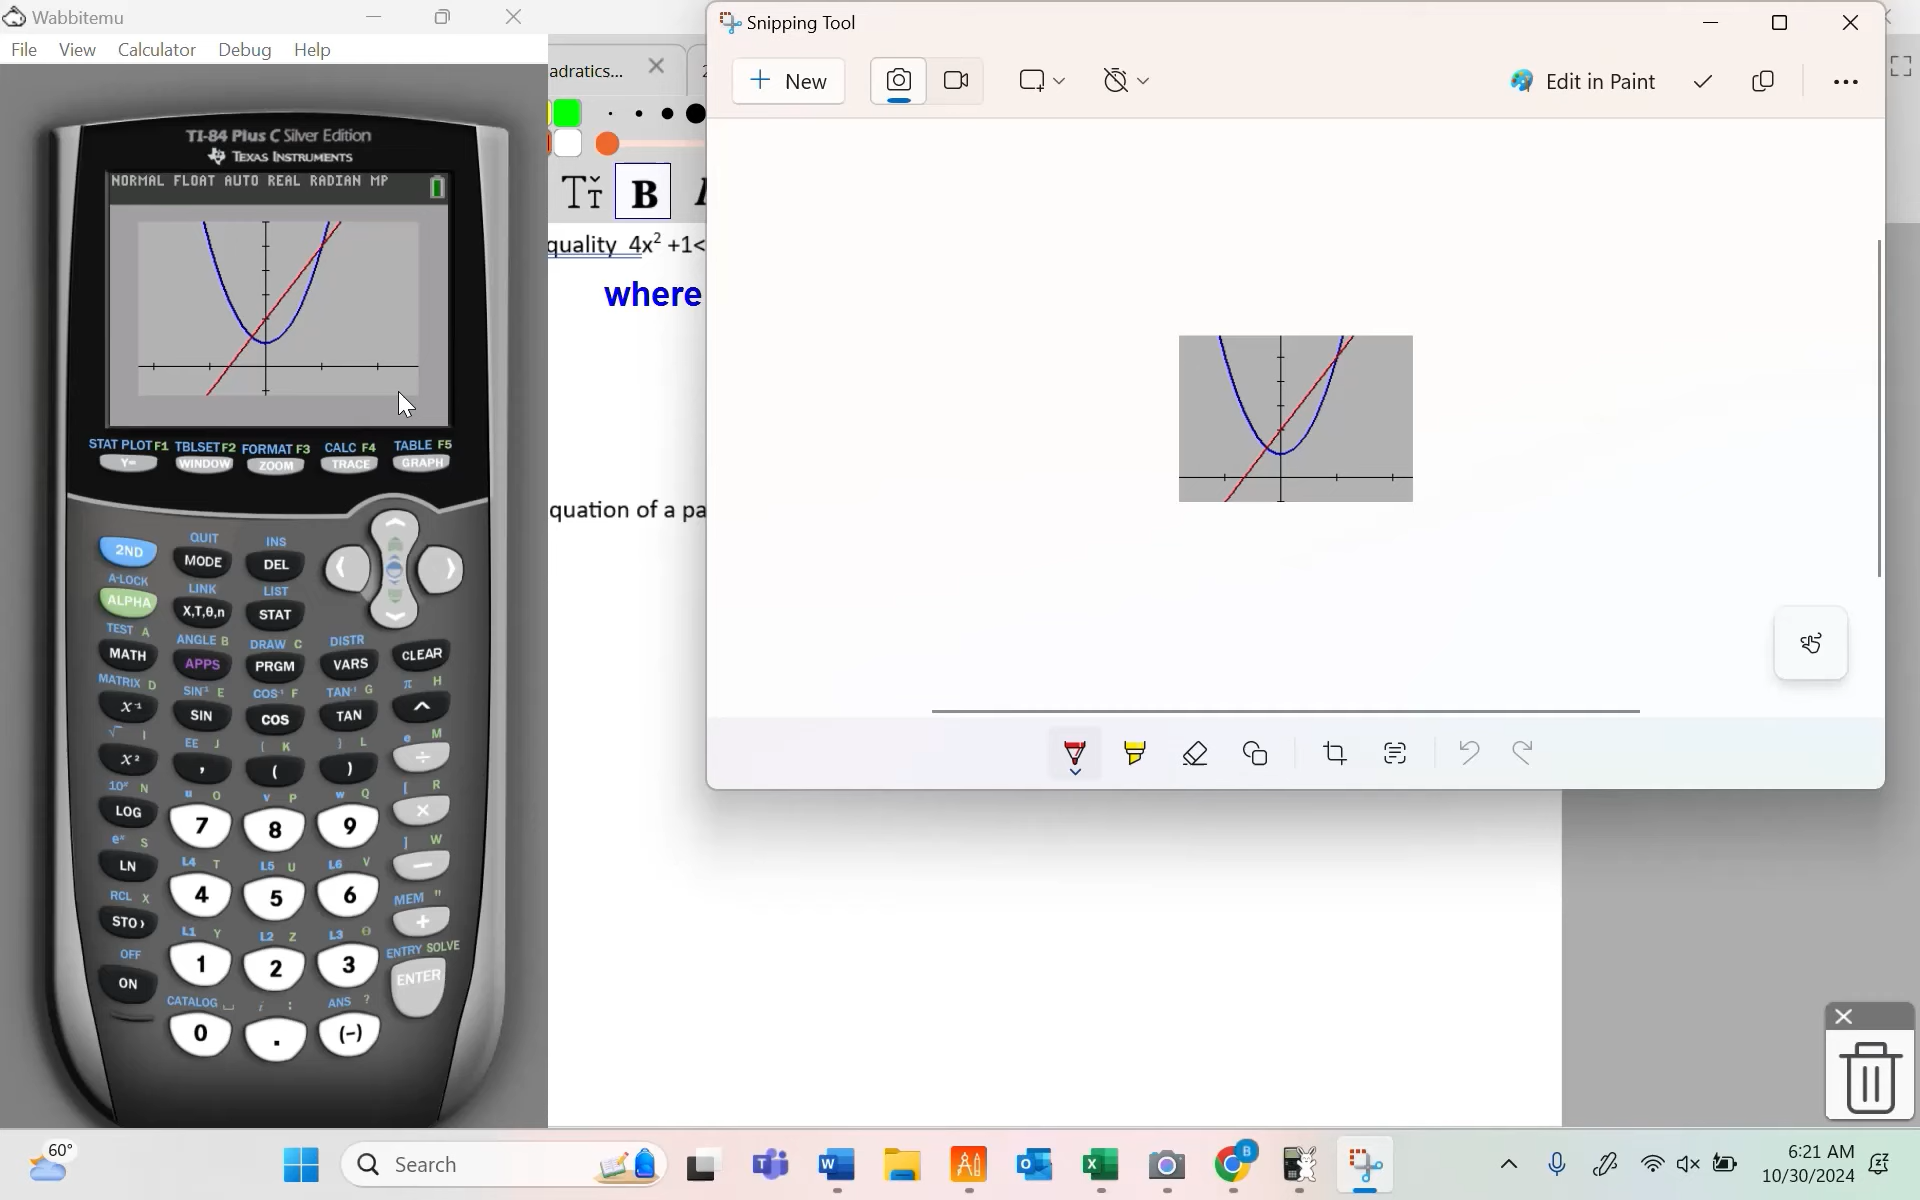 Wabbitemu
File View Calculator Debug Help
adratics...
TI-84 Plus C Silver Edition
TEXAS INSTRUMENTS
NORMAL FLOAT AUTO REAL RADIAN MP
STAT PLOT F1 TBLSET F2 FORMAT F3 CALC F4 TABLE F5
Y= WINDOW ZOOM TRACE GRAPH
QUIT INS
2ND MODE DEL
A-LOCK LINK LIST
ALPHA X,T,θ,n STAT
TEST A ANGLE B DRAW C DISTR
MATH APPS PRGM VARS CLEAR
MATRIX D SIN⁻¹ E COS⁻¹ F TAN⁻¹ G π H
x⁻¹ SIN COS TAN ^
√ I EE J { K } L e M
x² , ( ) ÷
10ˣ N u O v P w Q [ R
LOG 7 8 9 ×
eˣ S L4 T L5 U L6 V ] W
LN 4 5 6 −
RCL X L1 Y L2 Z L3 θ MEM "
STO› 1 2 3 +
OFF CATALOG ⎵ i : ANS ? ENTRY SOLVE
ON 0 . (−) ENTER
Tт B I
quality 4x² +1<
where
quation of a pa
Snipping Tool
New
Edit in Paint
60°
Search
B
6:21 AM
10/30/2024